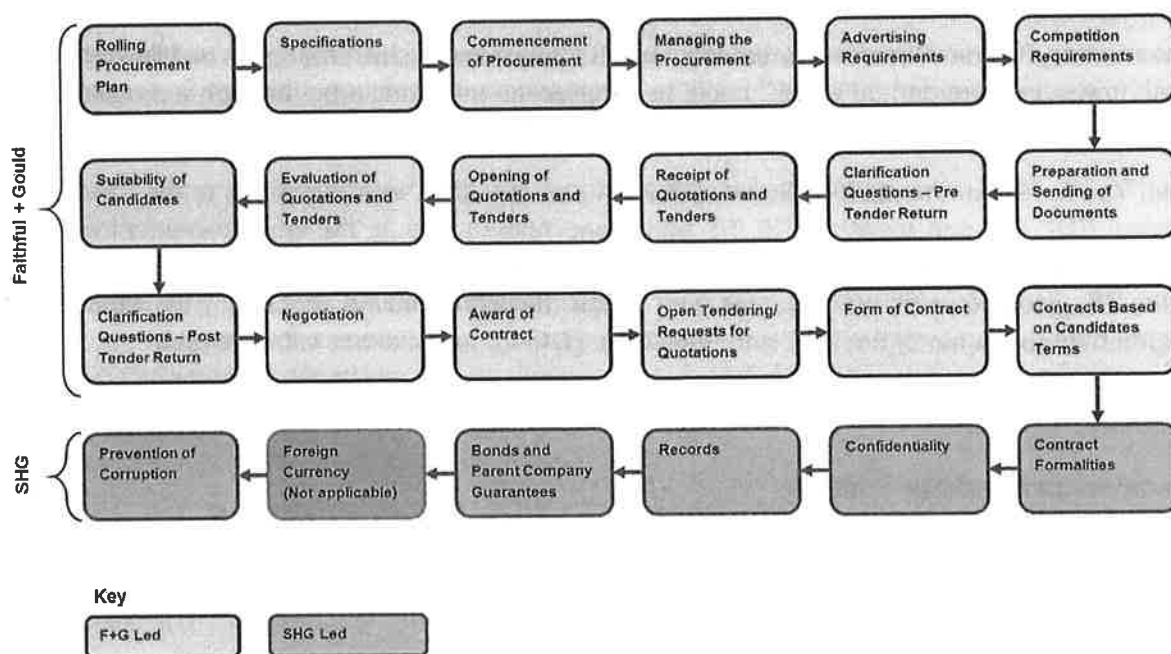 Rolling
Procurement
Plan
Specifications
Commencement
of Procurement
Managing the
Procurement
Advertising
Requirements
Competition
Requirements
Faithful + Gould
Suitability of
Candidates
Evaluation of
Quotations and
Tenders
Opening of
Quotations and
Tenders
Receipt of
Quotations and
Tenders
Clarification
Questions – Pre
Tender Return
Preparation and
Sending of
Documents
Clarification
Questions – Post
Tender Return
Negotiation
Award of
Contract
Open Tendering/
Requests for
Quotations
Form of Contract
Contracts Based
on Candidates
Terms
SHG
Prevention of
Corruption
Foreign
Currency
(Not applicable)
Bonds and
Parent Company
Guarantees
Records
Confidentiality
Contract
Formalities
Key
F+G Led
SHG Led